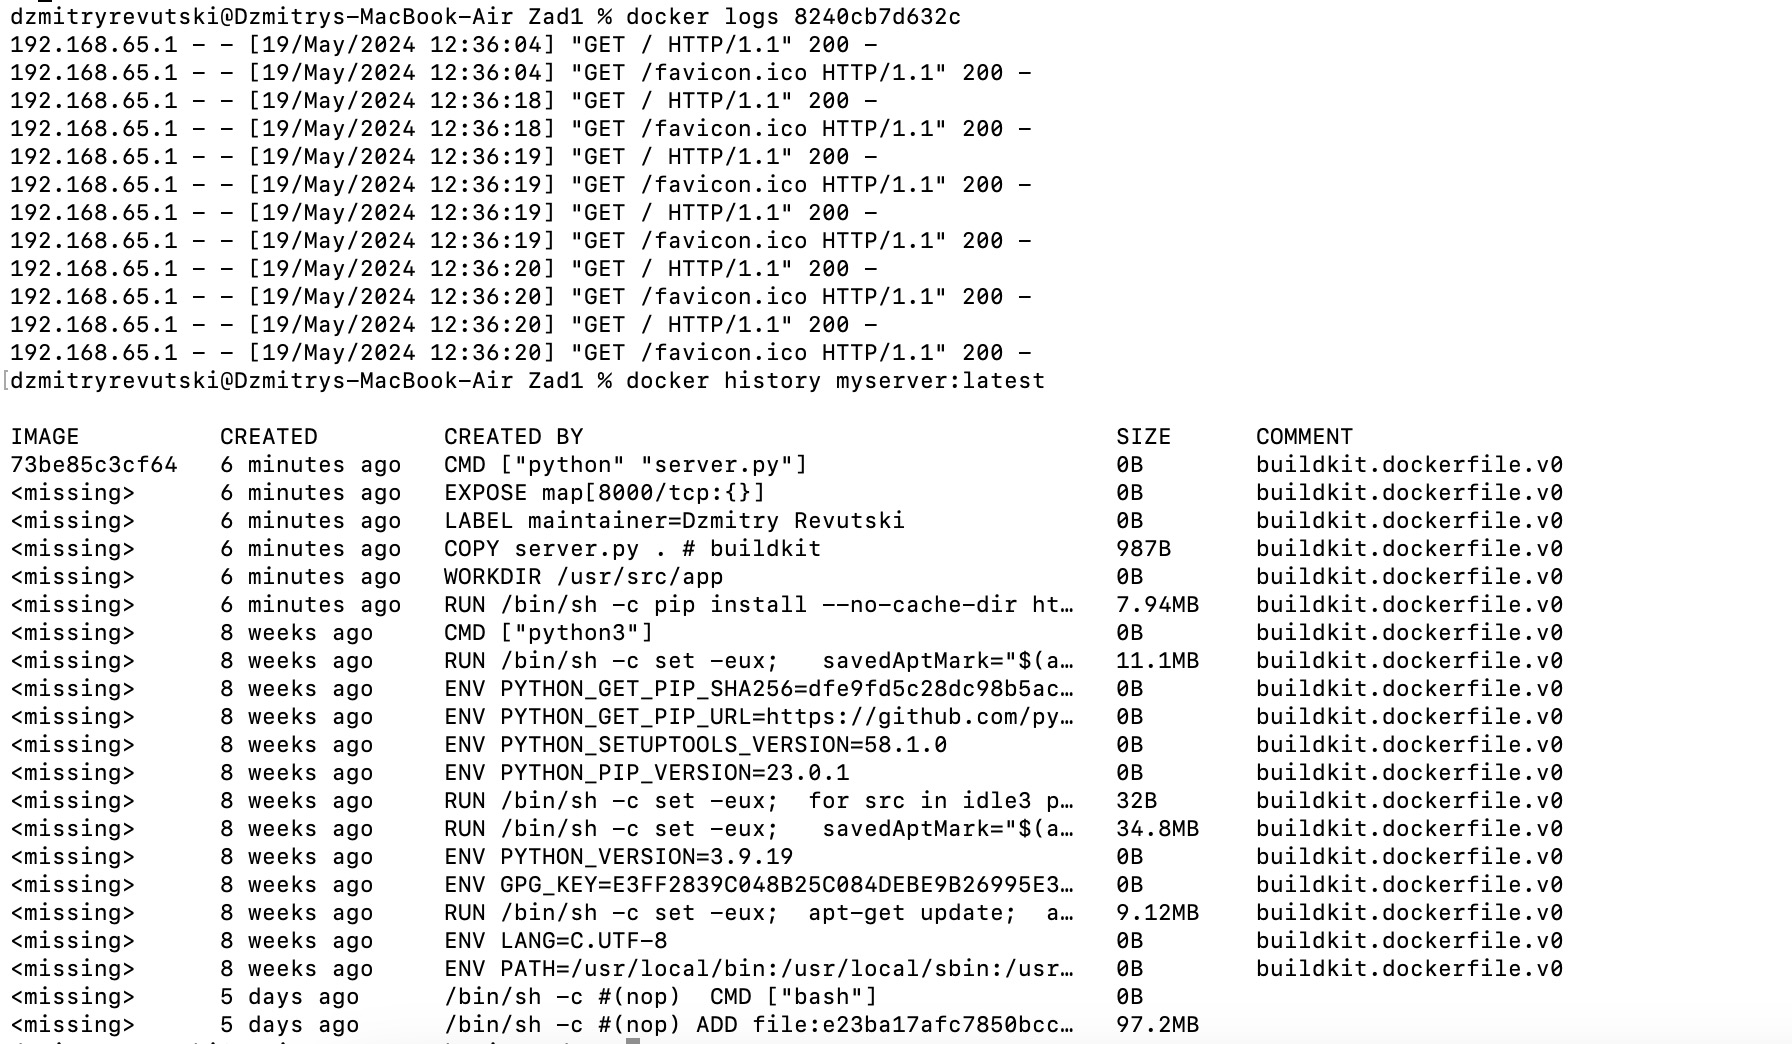 dzmitryrevutski@Dzmitrys-MacBook-Air Zad1 % docker logs 8240cb7d632c
192.168.65.1 - - [19/May/2024 12:36:04] "GET / HTTP/1.1" 200 -
192.168.65.1 - - [19/May/2024 12:36:04] "GET /favicon.ico HTTP/1.1" 200 -
192.168.65.1 - - [19/May/2024 12:36:18] "GET / HTTP/1.1" 200 -
192.168.65.1 - - [19/May/2024 12:36:18] "GET /favicon.ico HTTP/1.1" 200 -
192.168.65.1 - - [19/May/2024 12:36:19] "GET / HTTP/1.1" 200 -
192.168.65.1 - - [19/May/2024 12:36:19] "GET /favicon.ico HTTP/1.1" 200 -
192.168.65.1 - - [19/May/2024 12:36:19] "GET / HTTP/1.1" 200 -
192.168.65.1 - - [19/May/2024 12:36:19] "GET /favicon.ico HTTP/1.1" 200 -
192.168.65.1 - - [19/May/2024 12:36:20] "GET / HTTP/1.1" 200 -
192.168.65.1 - - [19/May/2024 12:36:20] "GET /favicon.ico HTTP/1.1" 200 -
192.168.65.1 - - [19/May/2024 12:36:20] "GET / HTTP/1.1" 200 -
192.168.65.1 - - [19/May/2024 12:36:20] "GET /favicon.ico HTTP/1.1" 200 -
[dzmitryrevutski@Dzmitrys-MacBook-Air Zad1 % docker history myserver:latest
IMAGE CREATED CREATED BY SIZE COMMENT
73be85c3cf64 6 minutes ago CMD ["python" "server.py"] 0B buildkit.dockerfile.v0
<missing> 6 minutes ago EXPOSE map[8000/tcp:{}] 0B buildkit.dockerfile.v0
<missing> 6 minutes ago LABEL maintainer=Dzmitry Revutski 0B buildkit.dockerfile.v0
<missing> 6 minutes ago COPY server.py . # buildkit 987B buildkit.dockerfile.v0
<missing> 6 minutes ago WORKDIR /usr/src/app 0B buildkit.dockerfile.v0
<missing> 6 minutes ago RUN /bin/sh -c pip install --no-cache-dir ht… 7.94MB buildkit.dockerfile.v0
<missing> 8 weeks ago CMD ["python3"] 0B buildkit.dockerfile.v0
<missing> 8 weeks ago RUN /bin/sh -c set -eux; savedAptMark="$(a… 11.1MB buildkit.dockerfile.v0
<missing> 8 weeks ago ENV PYTHON_GET_PIP_SHA256=dfe9fd5c28dc98b5ac… 0B buildkit.dockerfile.v0
<missing> 8 weeks ago ENV PYTHON_GET_PIP_URL=https://github.com/py… 0B buildkit.dockerfile.v0
<missing> 8 weeks ago ENV PYTHON_SETUPTOOLS_VERSION=58.1.0 0B buildkit.dockerfile.v0
<missing> 8 weeks ago ENV PYTHON_PIP_VERSION=23.0.1 0B buildkit.dockerfile.v0
<missing> 8 weeks ago RUN /bin/sh -c set -eux; for src in idle3 p… 32B buildkit.dockerfile.v0
<missing> 8 weeks ago RUN /bin/sh -c set -eux; savedAptMark="$(a… 34.8MB buildkit.dockerfile.v0
<missing> 8 weeks ago ENV PYTHON_VERSION=3.9.19 0B buildkit.dockerfile.v0
<missing> 8 weeks ago ENV GPG_KEY=E3FF2839C048B25C084DEBE9B26995E3… 0B buildkit.dockerfile.v0
<missing> 8 weeks ago RUN /bin/sh -c set -eux; apt-get update; a… 9.12MB buildkit.dockerfile.v0
<missing> 8 weeks ago ENV LANG=C.UTF-8 0B buildkit.dockerfile.v0
<missing> 8 weeks ago ENV PATH=/usr/local/bin:/usr/local/sbin:/usr… 0B buildkit.dockerfile.v0
<missing> 5 days ago /bin/sh -c #(nop) CMD ["bash"] 0B
<missing> 5 days ago /bin/sh -c #(nop) ADD file:e23ba17afc7850bcc… 97.2MB